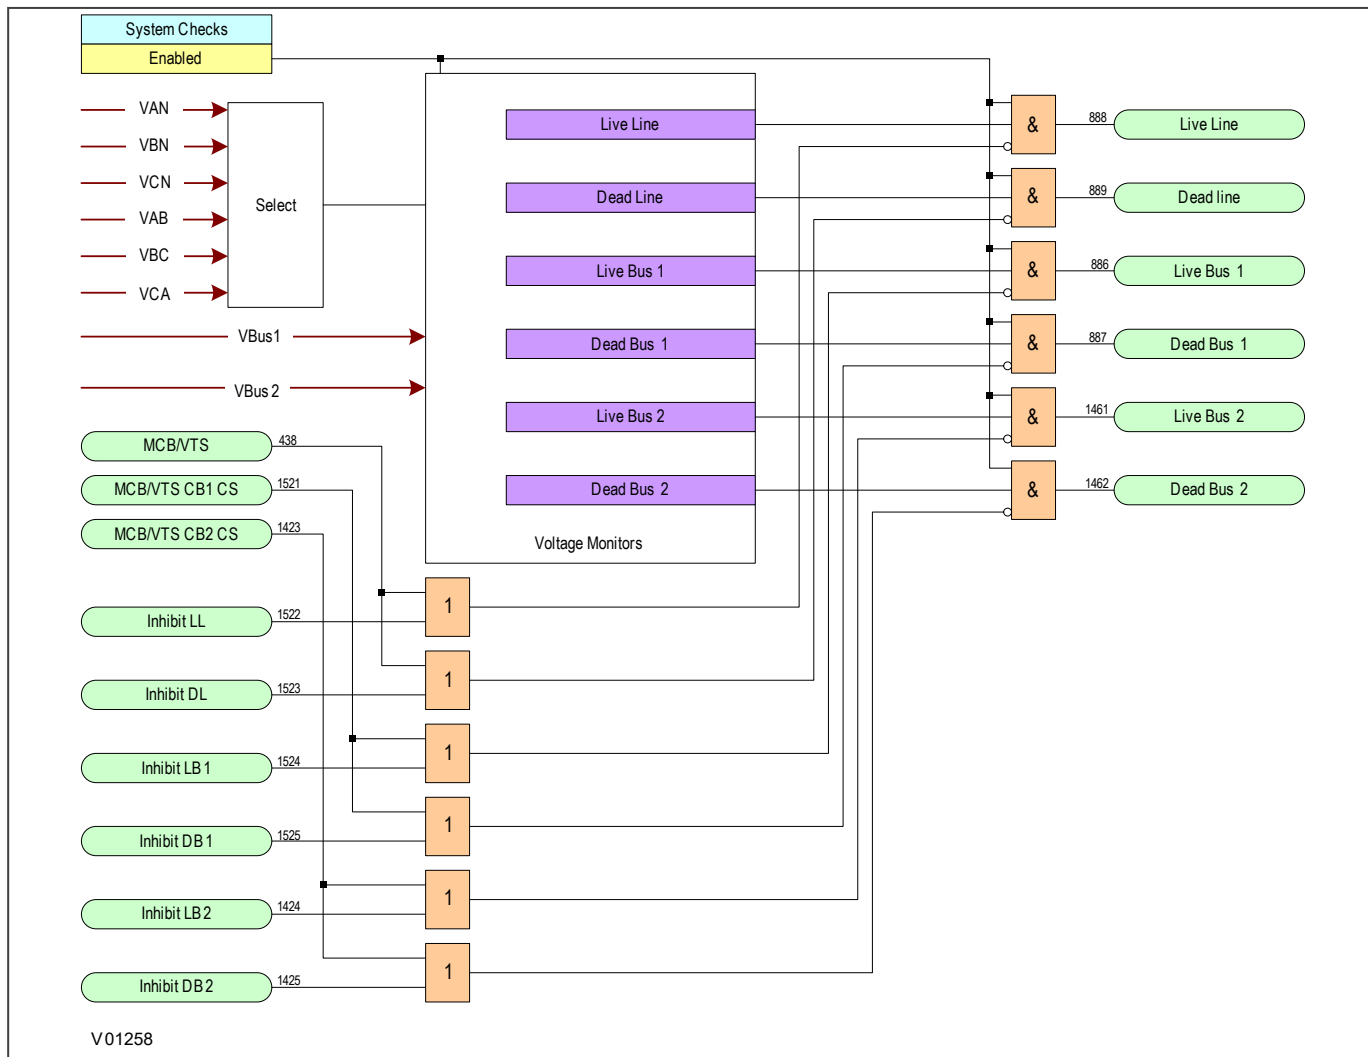 System Checks
Enabled
VAN
VBN
VCN
VAB
VBC
VCA
Select
VBus1
VBus 2
Live Line
Dead Line
Live Bus 1
Dead Bus 1
Live Bus 2
Dead Bus 2
Voltage Monitors
& 888 Live Line
& 889 Dead line
& 886 Live Bus 1
& 887 Dead Bus 1
& 1461 Live Bus 2
& 1462 Dead Bus 2
MCB/VTS 438
MCB/VTS CB1 CS 1521
MCB/VTS CB2 CS 1423
Inhibit LL 1522 1
Inhibit DL 1523 1
Inhibit LB1 1524 1
Inhibit DB1 1525 1
Inhibit LB2 1424 1
Inhibit DB2 1425 1
V01258